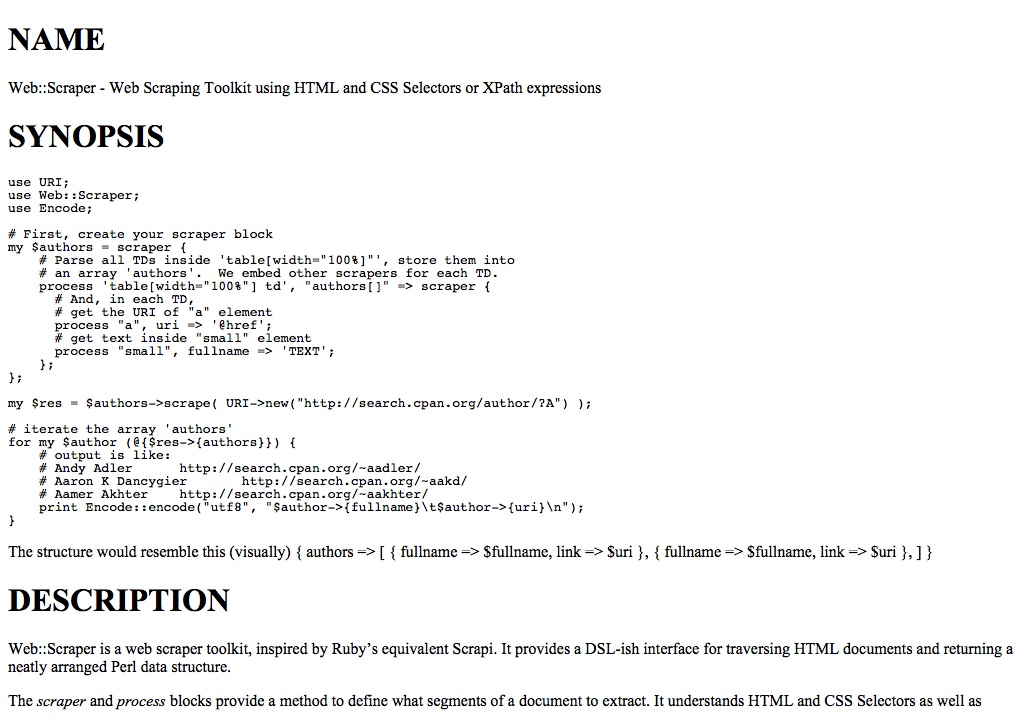 NAME
Web::Scraper - Web Scraping Toolkit using HTML and CSS Selectors or XPath expressions
SYNOPSIS
use URI;
use Web::Scraper;
use Encode;
# First, create your scraper block
my $authors = scraper {
    # Parse all TDs inside 'table[width="100%]"', store them into
    # an array 'authors'.  We embed other scrapers for each TD.
    process 'table[width="100%"] td', "authors[]" => scraper {
      # And, in each TD,
      # get the URI of "a" element
      process "a", uri => '@href';
      # get text inside "small" element
      process "small", fullname => 'TEXT';
    };
};
my $res = $authors->scrape( URI->new("http://search.cpan.org/author/?A") );
# iterate the array 'authors'
for my $author (@{$res->{authors}}) {
    # output is like:
    # Andy Adler      http://search.cpan.org/~aadler/
    # Aaron K Dancygier       http://search.cpan.org/~aakd/
    # Aamer Akhter    http://search.cpan.org/~aakhter/
    print Encode::encode("utf8", "$author->{fullname}\t$author->{uri}\n");
}
The structure would resemble this (visually) { authors => [ { fullname => $fullname, link => $uri }, { fullname => $fullname, link => $uri }, ] }
DESCRIPTION
Web::Scraper is a web scraper toolkit, inspired by Ruby’s equivalent Scrapi. It provides a DSL-ish interface for traversing HTML documents and returning a
neatly arranged Perl data structure.
The scraper and process blocks provide a method to define what segments of a document to extract. It understands HTML and CSS Selectors as well as